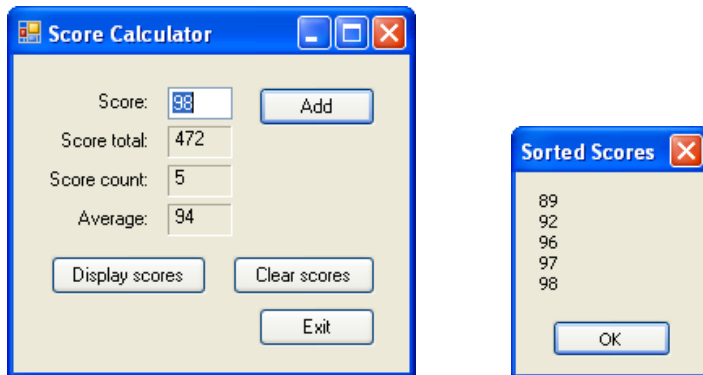 Score Calculator
Score: 98 Add
Score total: 472
Score count: 5
Average: 94
Display scores Clear scores
Exit
Sorted Scores
89
92
96
97
98
OK